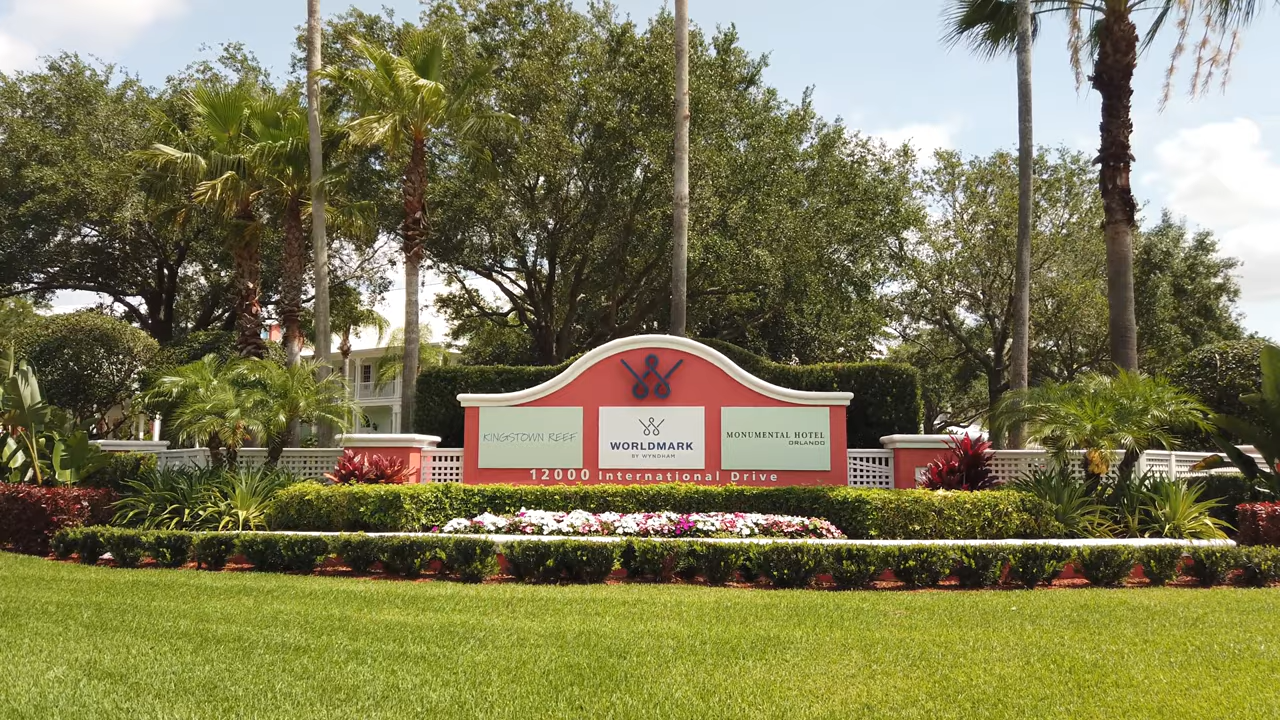 KINGSTOWN REEF
WORLDMARK
BY WYNDHAM
MONUMENTAL HOTEL
ORLANDO
12000 International Drive